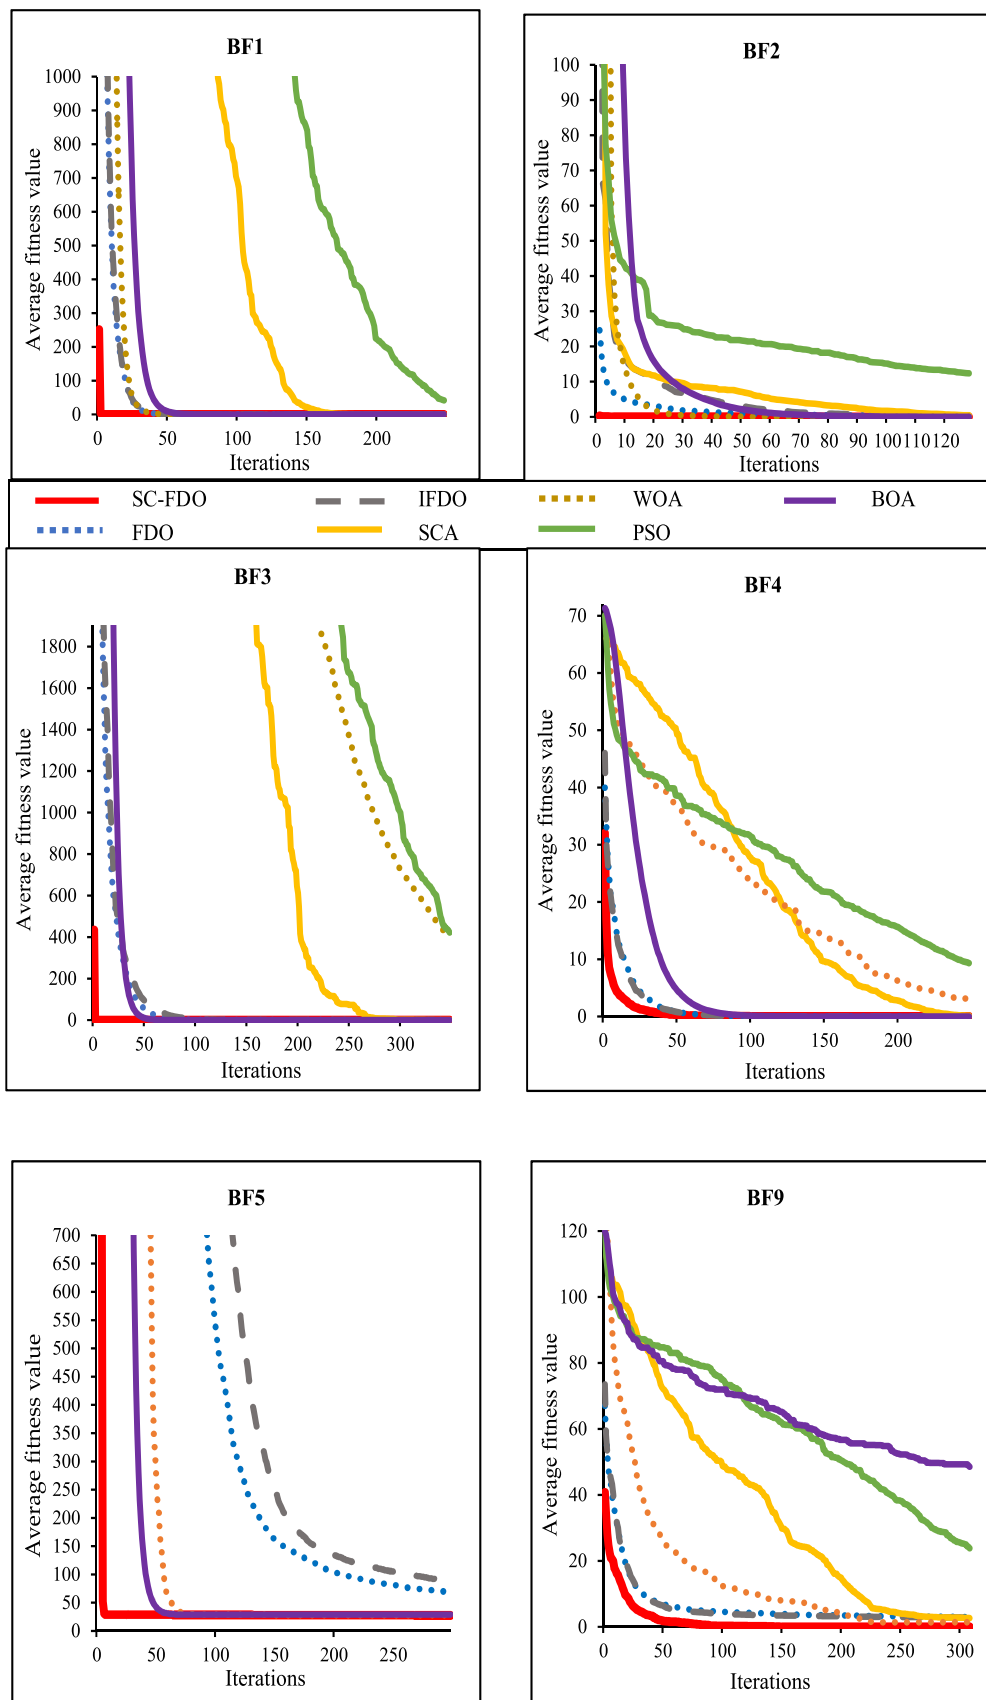 BF1
1000
900
800
700
600
500
400
300
200
100
0
0 50 100 150 200
Average fitness value
Iterations
BF2
100
90
80
70
60
50
40
30
20
10
0
0 10 20 30 40 50 60 70 80 90 100 110 120
Average fitness value
Iterations
SC-FDO IFDO WOA BOA
FDO SCA PSO
BF3
1800
1600
1400
1200
1000
800
600
400
200
0
0 50 100 150 200 250 300
Average fitness value
Iterations
BF4
70
60
50
40
30
20
10
0
0 50 100 150 200
Average fitness value
Iterations
BF5
700
650
600
550
500
450
400
350
300
250
200
150
100
50
0
0 50 100 150 200 250
Average fitness value
Iterations
BF9
120
100
80
60
40
20
0
0 50 100 150 200 250 300
Average fitness value
Iterations